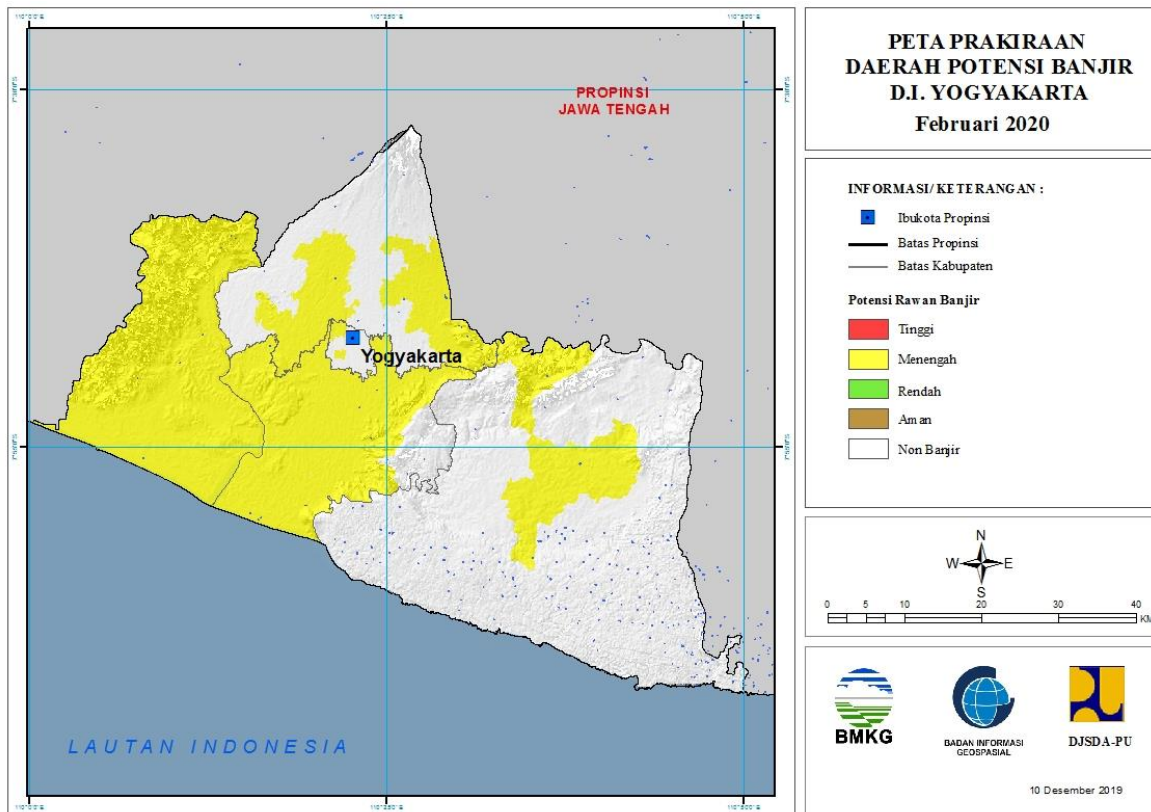 PETA PRAKIRAAN
DAERAH POTENSI BANJIR
D.I. YOGYAKARTA
Februari 2020
PROPINSI
JAWA TENGAH
Yogyakarta
LAUTAN INDONESIA
INFORMASI/ KETERANGAN :
Ibukota Propinsi
Batas Propinsi
Batas Kabupaten
Potensi Rawan Banjir
Tinggi
Menengah
Rendah
Aman
Non Banjir
N
W E
S
0 5 10 20 30 40
KM
BMKG
BADAN INFORMASI
GEOSPASIAL
DJSDA-PU
10 Desember 2019